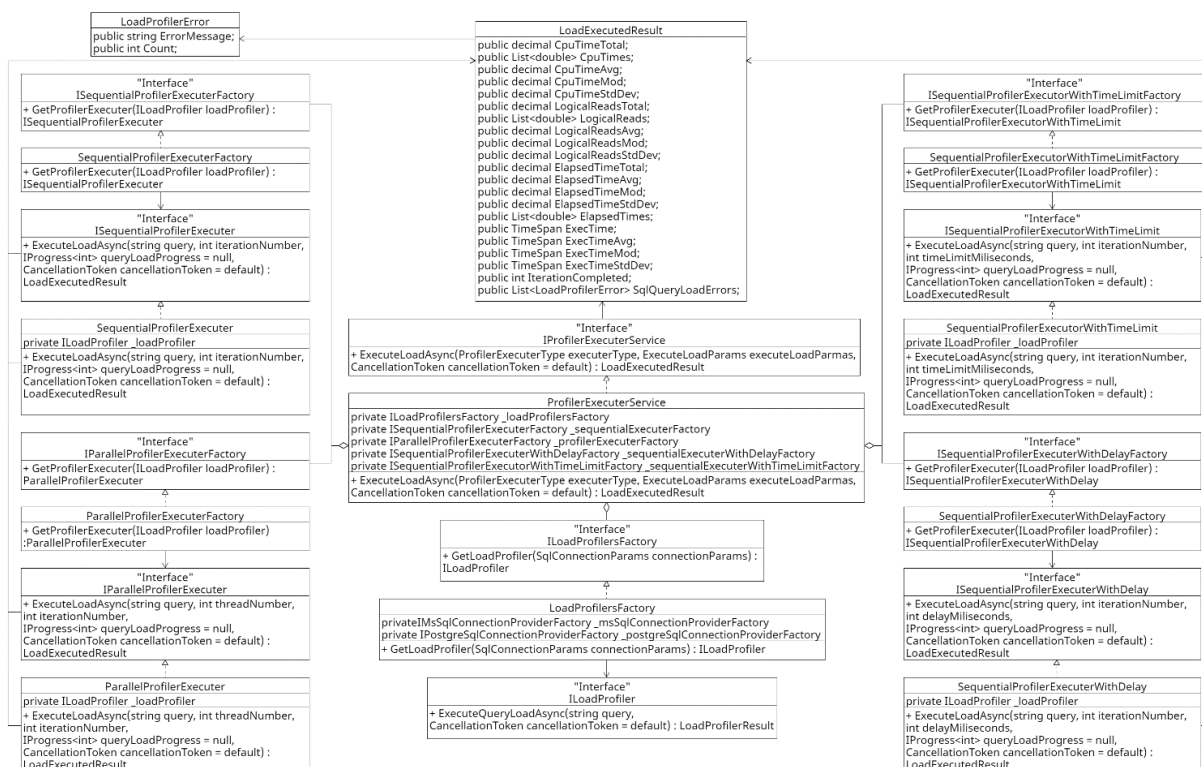 LoadProfilerError
public string ErrorMessage;
public int Count;
LoadExecutedResult
public decimal CpuTimeTotal;
public List<double> CpuTimes;
public decimal CpuTimeAvg;
public decimal CpuTimeMod;
public decimal CpuTimeStdDev;
public decimal LogicalReadsTotal;
public List<double> LogicalReads;
public decimal LogicalReadsAvg;
public decimal LogicalReadsMod;
public decimal LogicalReadsStdDev;
public decimal ElapsedTimeTotal;
public decimal ElapsedTimeAvg;
public decimal ElapsedTimeMod;
public decimal ElapsedTimeStdDev;
public List<double> ElapsedTimes;
public TimeSpan ExecTime;
public TimeSpan ExecTimeAvg;
public TimeSpan ExecTimeMod;
public TimeSpan ExecTimeStdDev;
public int IterationCompleted;
public List<LoadProfilerError> SqlQueryLoadErrors;
"Interface"
ISequentialProfilerExecuterFactory
+ GetProfilerExecuter(ILoadProfiler loadProfiler) :
ISequentialProfilerExecuter
SequentialProfilerExecuterFactory
+ GetProfilerExecuter(ILoadProfiler loadProfiler) :
ISequentialProfilerExecuter
"Interface"
ISequentialProfilerExecuter
+ ExecuteLoadAsync(string query, int iterationNumber,
IProgress<int> queryLoadProgress = null,
CancellationToken cancellationToken = default) :
LoadExecutedResult
SequentialProfilerExecuter
private ILoadProfiler _loadProfiler
+ ExecuteLoadAsync(string query, int iterationNumber,
IProgress<int> queryLoadProgress = null,
CancellationToken cancellationToken = default) :
LoadExecutedResult
"Interface"
IParallelProfilerExecuterFactory
+ GetProfilerExecuter(ILoadProfiler loadProfiler) :
ParallelProfilerExecuter
ParallelProfilerExecuterFactory
+ GetProfilerExecuter(ILoadProfiler loadProfiler)
:ParallelProfilerExecuter
"Interface"
IParallelProfilerExecuter
+ ExecuteLoadAsync(string query, int threadNumber,
int iterationNumber,
IProgress<int> queryLoadProgress = null,
CancellationToken cancellationToken = default) :
LoadExecutedResult
ParallelProfilerExecuter
private ILoadProfiler _loadProfiler
+ ExecuteLoadAsync(string query, int threadNumber,
int iterationNumber,
IProgress<int> queryLoadProgress = null,
CancellationToken cancellationToken = default) :
LoadExecutedResult
"Interface"
IProfilerExecuterService
+ ExecuteLoadAsync(ProfilerExecuterType executerType, ExecuteLoadParams executeLoadParmas,
CancellationToken cancellationToken = default) : LoadExecutedResult
ProfilerExecuterService
private ILoadProfilersFactory _loadProfilersFactory
private ISequentialProfilerExecuterFactory _sequentialExecuterFactory
private IParallelProfilerExecuterFactory _profilerExecuterFactory
private ISequentialProfilerExecuterWithDelayFactory _sequentialExecuterWithDelayFactory
private ISequentialProfilerExecutorWithTimeLimitFactory _sequentialExecuterWithTimeLimitFactory
+ ExecuteLoadAsync(ProfilerExecuterType executerType, ExecuteLoadParams executeLoadParmas,
CancellationToken cancellationToken = default) : LoadExecutedResult
"Interface"
ILoadProfilersFactory
+ GetLoadProfiler(SqlConnectionParams connectionParams) :
ILoadProfiler
LoadProfilersFactory
privateIMsSqlConnectionProviderFactory _msSqlConnectionProviderFactory
private IPostgreSqlConnectionProviderFactory _postgreSqlConnectionProviderFactory
+ GetLoadProfiler(SqlConnectionParams connectionParams) : ILoadProfiler
"Interface"
ILoadProfiler
+ ExecuteQueryLoadAsync(string query,
CancellationToken cancellationToken = default) : LoadProfilerResult
"Interface"
ISequentialProfilerExecutorWithTimeLimitFactory
+ GetProfilerExecuter(ILoadProfiler loadProfiler) :
ISequentialProfilerExecutorWithTimeLimit
SequentialProfilerExecutorWithTimeLimitFactory
+ GetProfilerExecuter(ILoadProfiler loadProfiler) :
ISequentialProfilerExecutorWithTimeLimit
"Interface"
ISequentialProfilerExecutorWithTimeLimit
+ ExecuteLoadAsync(string query, int iterationNumber,
int timeLimitMiliseconds,
IProgress<int> queryLoadProgress = null,
CancellationToken cancellationToken = default) :
LoadExecutedResult
SequentialProfilerExecutorWithTimeLimit
private ILoadProfiler _loadProfiler
+ ExecuteLoadAsync(string query, int iterationNumber,
int timeLimitMiliseconds,
IProgress<int> queryLoadProgress = null,
CancellationToken cancellationToken = default) :
LoadExecutedResult
"Interface"
ISequentialProfilerExecuterWithDelayFactory
+ GetProfilerExecuter(ILoadProfiler loadProfiler) :
ISequentialProfilerExecuterWithDelay
SequentialProfilerExecuterWithDelayFactory
+ GetProfilerExecuter(ILoadProfiler loadProfiler) :
ISequentialProfilerExecuterWithDelay
"Interface"
ISequentialProfilerExecuterWithDelay
+ ExecuteLoadAsync(string query, int iterationNumber,
int delayMiliseconds,
IProgress<int> queryLoadProgress = null,
CancellationToken cancellationToken = default) :
LoadExecutedResult
SequentialProfilerExecuterWithDelay
private ILoadProfiler _loadProfiler
+ ExecuteLoadAsync(string query, int iterationNumber,
int delayMiliseconds,
IProgress<int> queryLoadProgress = null,
CancellationToken cancellationToken = default) :
LoadExecutedResult